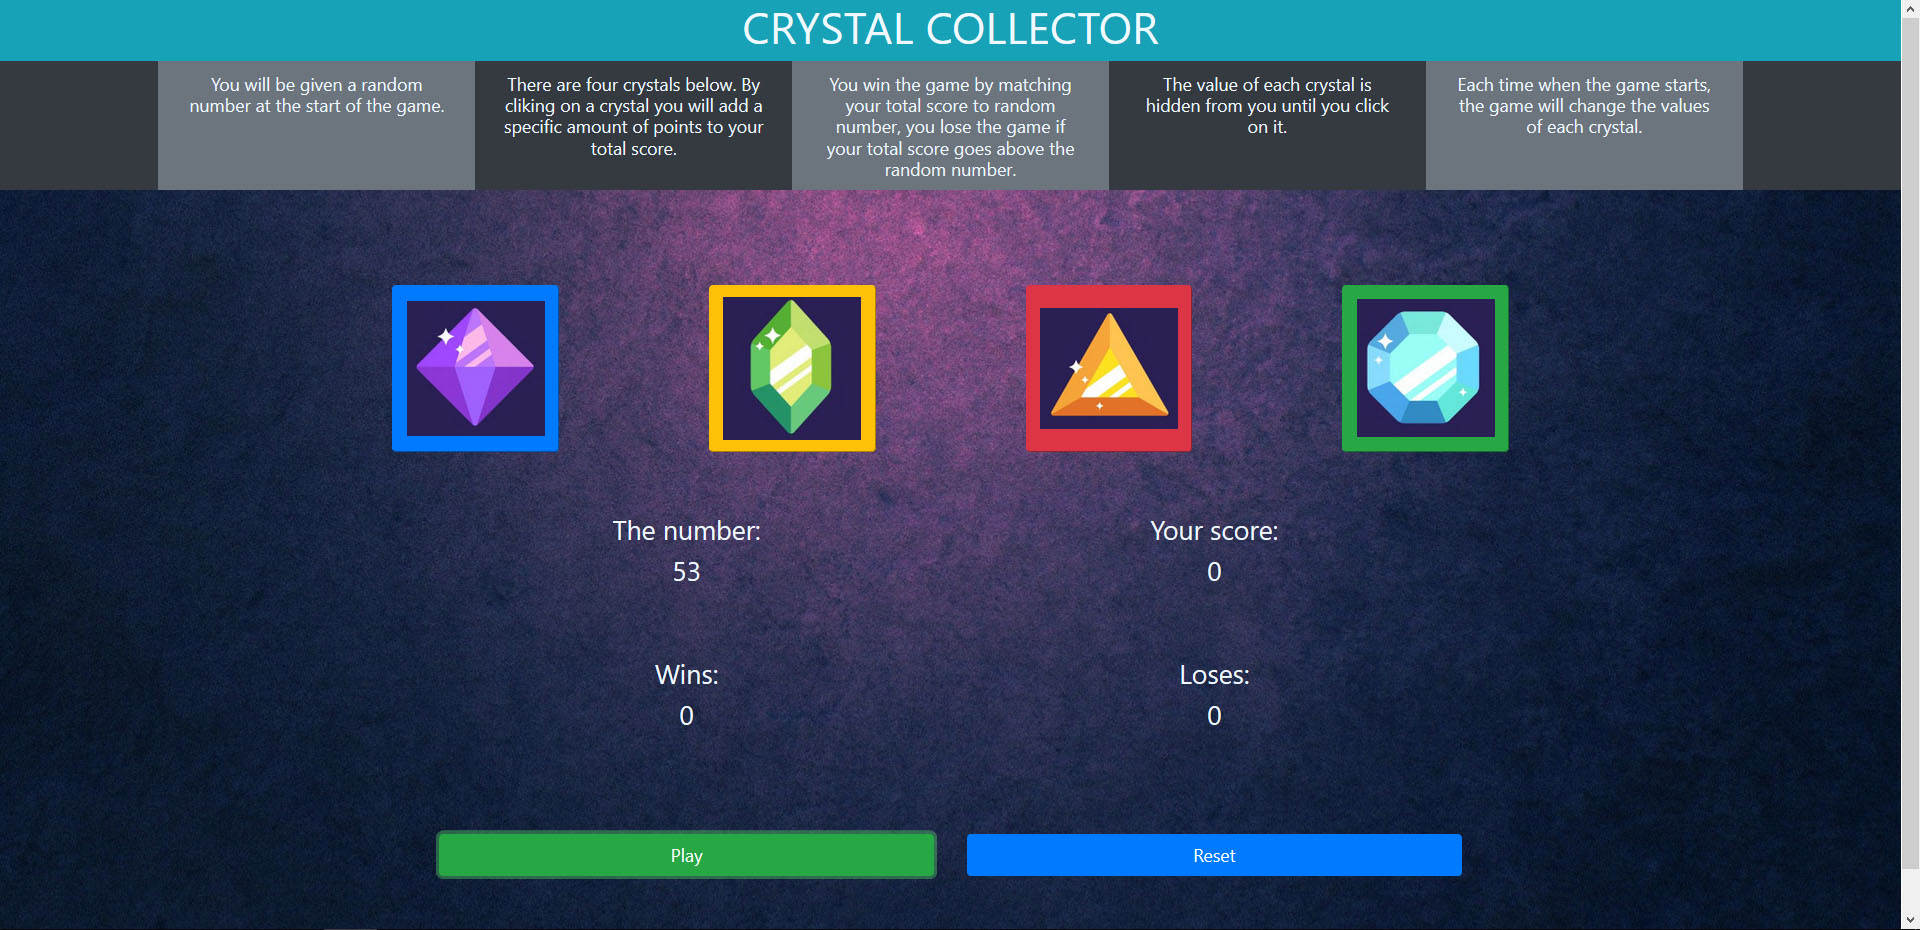 CRYSTAL COLLECTOR
You will be given a random
number at the start of the game.
There are four crystals below. By
cliking on a crystal you will add a
specific amount of points to your
total score.
You win the game by matching
your total score to random
number, you lose the game if
your total score goes above the
random number.
The value of each crystal is
hidden from you until you click
on it.
Each time when the game starts,
the game will change the values
of each crystal.
The number:
53
Your score:
0
Wins:
0
Loses:
0
Play
Reset